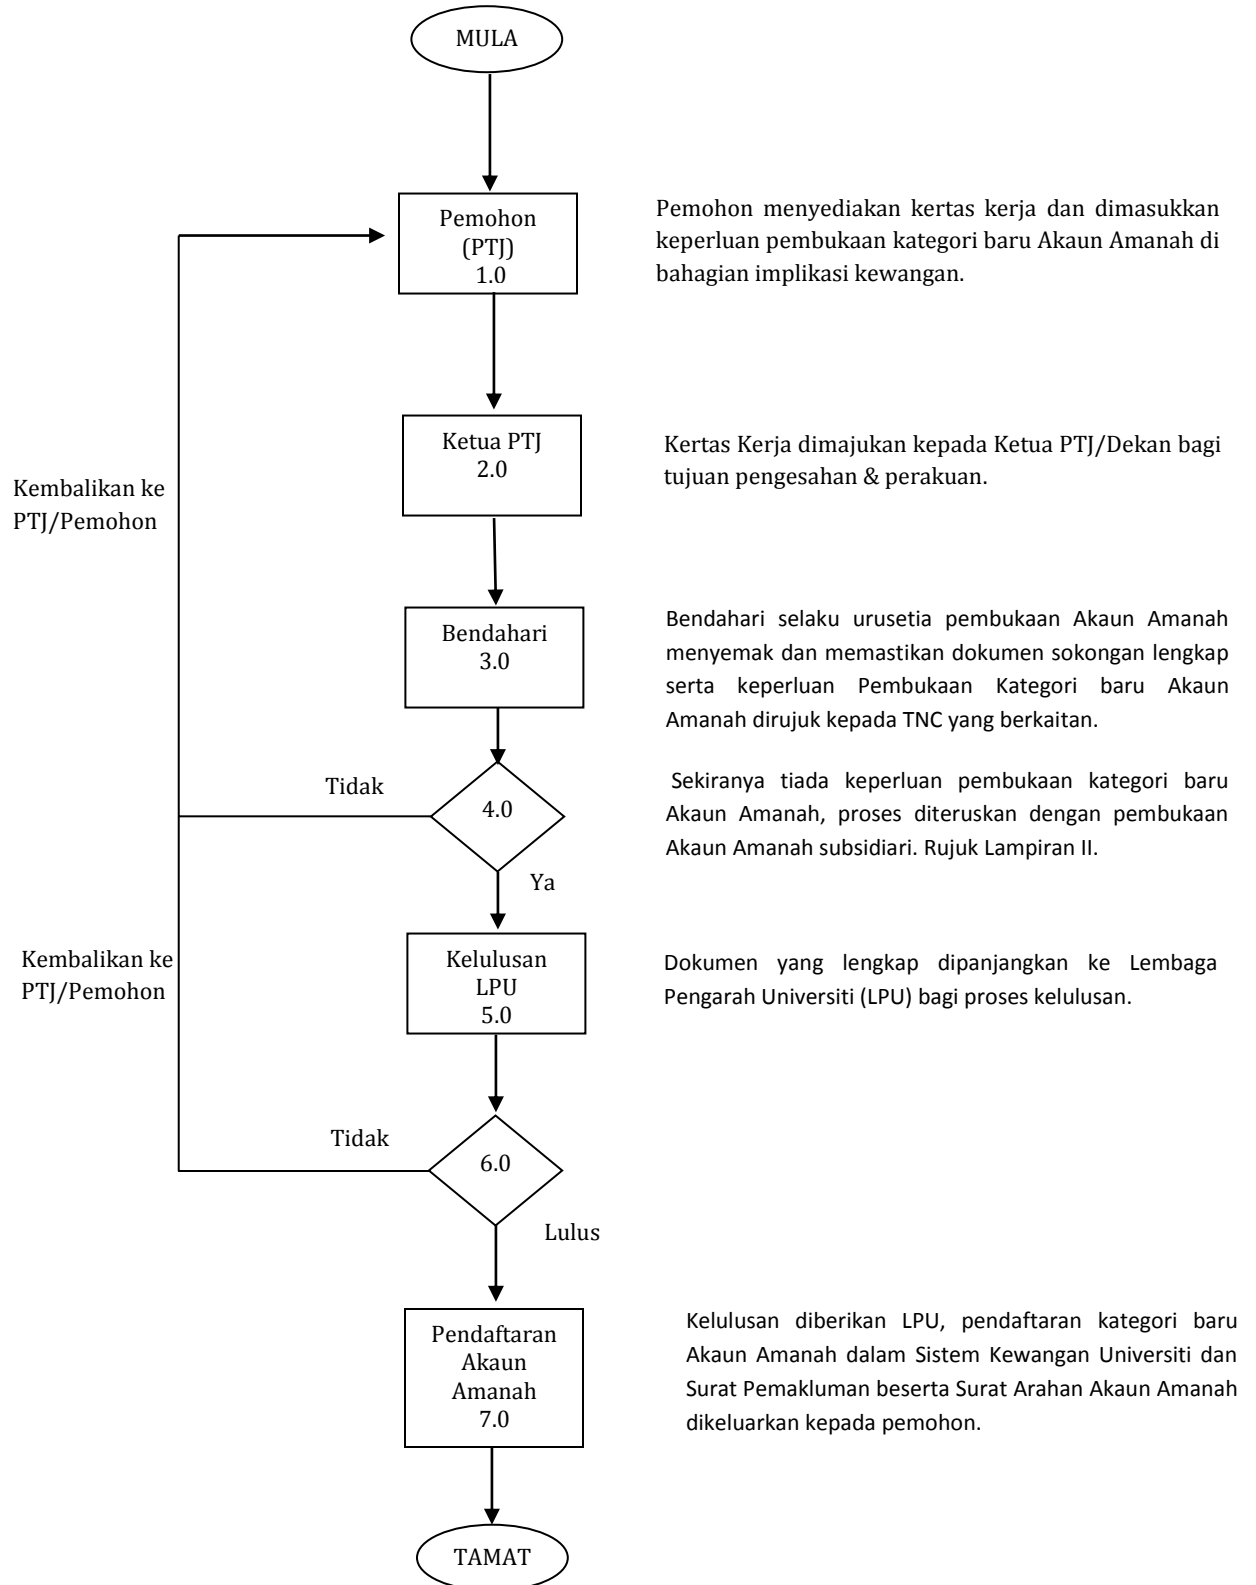 MULA
Pemohon
(PTJ)
1.0
Pemohon menyediakan kertas kerja dan dimasukkan
keperluan pembukaan kategori baru Akaun Amanah di
bahagian implikasi kewangan.
Ketua PTJ
2.0
Kertas Kerja dimajukan kepada Ketua PTJ/Dekan bagi
tujuan pengesahan & perakuan.
Kembalikan ke
PTJ/Pemohon
Bendahari
3.0
Bendahari selaku urusetia pembukaan Akaun Amanah
menyemak dan memastikan dokumen sokongan lengkap
serta keperluan Pembukaan Kategori baru Akaun
Amanah dirujuk kepada TNC yang berkaitan.
Tidak
4.0
Ya
Sekiranya tiada keperluan pembukaan kategori baru
Akaun Amanah, proses diteruskan dengan pembukaan
Akaun Amanah subsidiari. Rujuk Lampiran II.
Kembalikan ke
PTJ/Pemohon
Kelulusan
LPU
5.0
Dokumen yang lengkap dipanjangkan ke Lembaga
Pengarah Universiti (LPU) bagi proses kelulusan.
Tidak
6.0
Lulus
Pendaftaran
Akaun
Amanah
7.0
Kelulusan diberikan LPU, pendaftaran kategori baru
Akaun Amanah dalam Sistem Kewangan Universiti dan
Surat Pemakluman beserta Surat Arahan Akaun Amanah
dikeluarkan kepada pemohon.
TAMAT